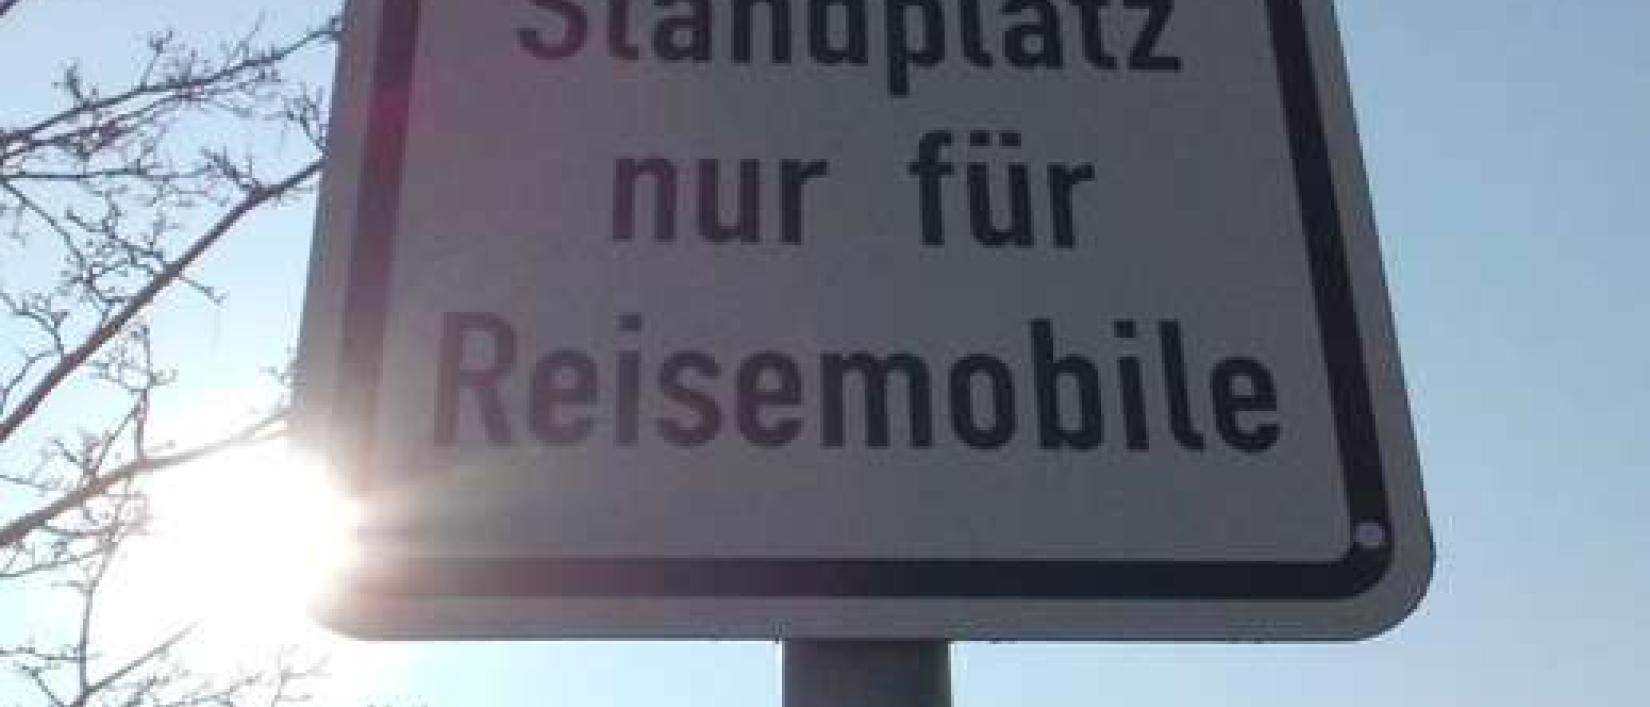 Standplatz
nur für
Reisemobile